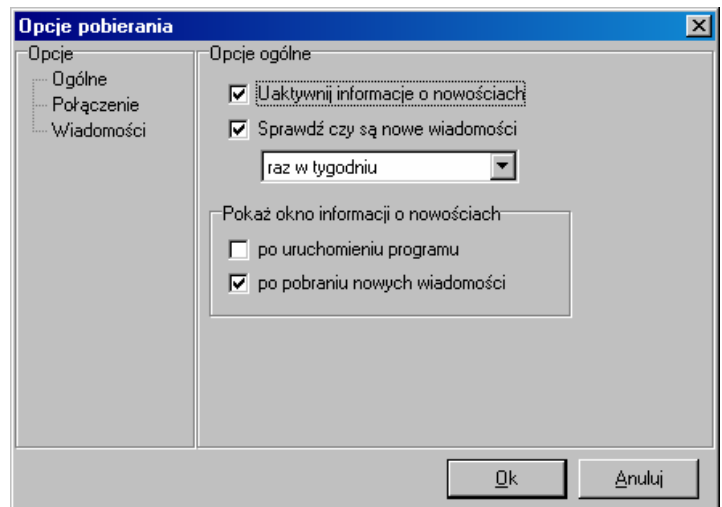 Opcje pobierania
Opcje
Ogólne
Połączenie
Wiadomości
Opcje ogólne
Uaktywnij informacje o nowościach
Sprawdź czy są nowe wiadomości
raz w tygodniu
Pokaż okno informacji o nowościach
po uruchomieniu programu
po pobraniu nowych wiadomości
Ok
Anuluj